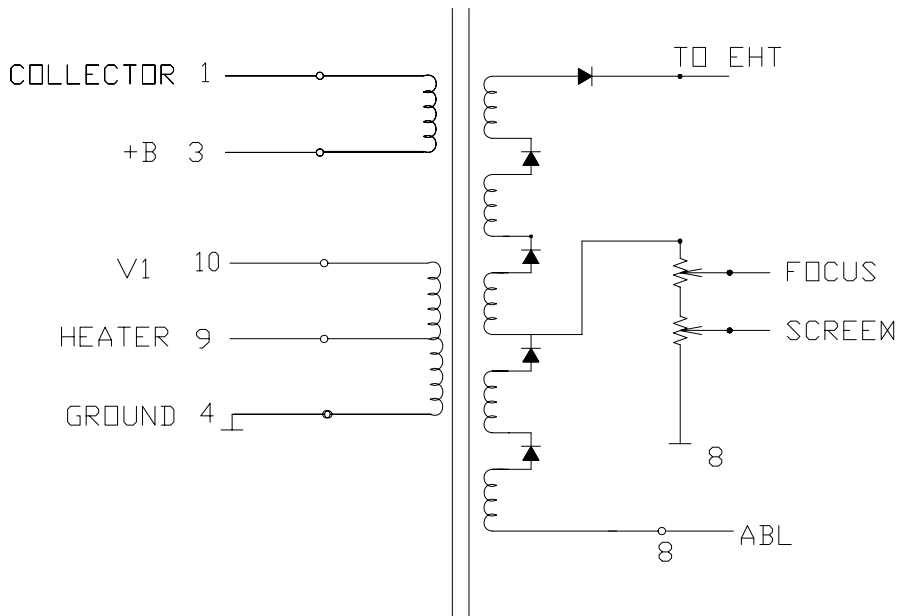 COLLECTOR 1
+B 3
V1 10
HEATER 9
GROUND 4
TO EHT
FOCUS
SCREEN
8
ABL
8